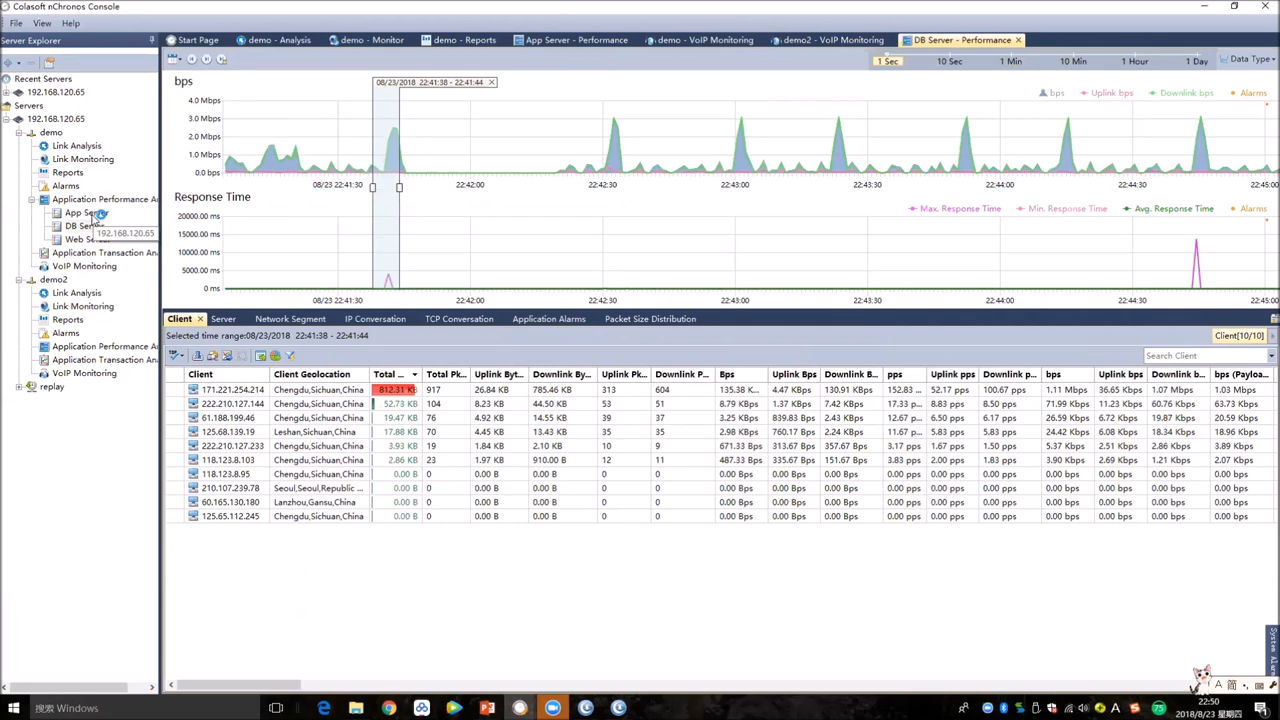 Colasoft nChronos Console
File View Help
Server Explorer
Start Page demo - Analysis demo - Monitor demo - Reports App Server - Performance demo - VoIP Monitoring demo2 - VoIP Monitoring DB Server - Performance
1 Sec 10 Sec 1 Min 10 Min 1 Hour 1 Day Data Type
Recent Servers
192.168.120.65
Servers
192.168.120.65
demo
Link Analysis
Link Monitoring
Reports
Alarms
Application Performance A
App Server
DB Serv
Web Se
192.168.120.65
Application Transaction An
VoIP Monitoring
demo2
Link Analysis
Link Monitoring
Reports
Alarms
Application Performance A
Application Transaction An
VoIP Monitoring
replay
bps
08/23/2018 22:41:38 - 22:41:44
bps Uplink bps Downlink bps Alarms
4.0 Mbps
3.0 Mbps
2.0 Mbps
1.0 Mbps
0.0 bps
08/23 22:41:30 22:42:00 22:42:30 22:43:00 22:43:30 22:44:00 22:44:30 22:45:00
Response Time
Max. Response Time Min. Response Time Avg. Response Time Alarms
20000.00 ms
15000.00 ms
10000.00 ms
5000.00 ms
0 ms
08/23 22:41:30 22:42:00 22:42:30 22:43:00 22:43:30 22:44:00 22:44:30 22:45:00
Client Server Network Segment IP Conversation TCP Conversation Application Alarms Packet Size Distribution
Selected time range:08/23/2018 22:41:38 - 22:41:44 Client[10/10]
Search Client
Client Client Geolocation Total ... Total Pk... Uplink Byt... Downlink By... Uplink Pk... Downlink P... Bps Uplink Bps Downlink B... pps Uplink pps Downlink p... bps Uplink bps Downlink b... bps (Payloa...
171.221.254.214 Chengdu,Sichuan,China 812.31 KB 917 26.84 KB 785.46 KB 313 604 135.38 K... 4.47 KBps 130.91 KB... 152.83 ... 52.17 pps 100.67 pps 1.11 Mbps 36.65 Kbps 1.07 Mbps 1.03 Mbps
222.210.127.144 Chengdu,Sichuan,China 52.73 KB 104 8.23 KB 44.50 KB 53 51 8.79 KBps 1.37 KBps 7.42 KBps 17.33 pps 8.83 pps 8.50 pps 71.99 Kbps 11.23 Kbps 60.76 Kbps 63.73 Kbps
61.188.199.46 Chengdu,Sichuan,China 19.47 KB 76 4.92 KB 14.55 KB 39 37 3.25 KBps 839.83 Bps 2.43 KBps 12.67 pps 6.50 pps 6.17 pps 26.59 Kbps 6.72 Kbps 19.87 Kbps 20.59 Kbps
125.68.139.19 Leshan,Sichuan,China 17.88 KB 70 4.45 KB 13.43 KB 35 35 2.98 KBps 760.17 Bps 2.24 KBps 11.67 pps 5.83 pps 5.83 pps 24.42 Kbps 6.08 Kbps 18.34 Kbps 18.96 Kbps
222.210.127.233 Chengdu,Sichuan,China 3.93 KB 19 1.84 KB 2.10 KB 10 9 671.33 Bps 313.67 Bps 357.67 Bps 3.17 pps 1.67 pps 1.50 pps 5.37 Kbps 2.51 Kbps 2.86 Kbps 3.89 Kbps
118.123.8.103 Chengdu,Sichuan,China 2.86 KB 23 1.97 KB 910.00 B 12 11 487.33 Bps 335.67 Bps 151.67 Bps 3.83 pps 2.00 pps 1.83 pps 3.90 Kbps 2.69 Kbps 1.21 Kbps 2.07 Kbps
118.123.8.95 Chengdu,Sichuan,China 0.00 B 0 0.00 B 0.00 B 0 0 0.00 Bps 0.00 Bps 0.00 Bps 0.00 pps 0.00 pps 0.00 pps 0.00 bps 0.00 bps 0.00 bps 0.00 bps
210.107.239.78 Seoul,Seoul,Republic ... 0.00 B 0 0.00 B 0.00 B 0 0 0.00 Bps 0.00 Bps 0.00 Bps 0.00 pps 0.00 pps 0.00 pps 0.00 bps 0.00 bps 0.00 bps 0.00 bps
60.165.130.180 Lanzhou,Gansu,China 0.00 B 0 0.00 B 0.00 B 0 0 0.00 Bps 0.00 Bps 0.00 Bps 0.00 pps 0.00 pps 0.00 pps 0.00 bps 0.00 bps 0.00 bps 0.00 bps
125.65.112.245 Chengdu,Sichuan,China 0.00 B 0 0.00 B 0.00 B 0 0 0.00 Bps 0.00 Bps 0.00 Bps 0.00 pps 0.00 pps 0.00 pps 0.00 bps 0.00 bps 0.00 bps 0.00 bps
System Alarm
A 简
搜索 Windows
22:50
2018/8/23 星期四